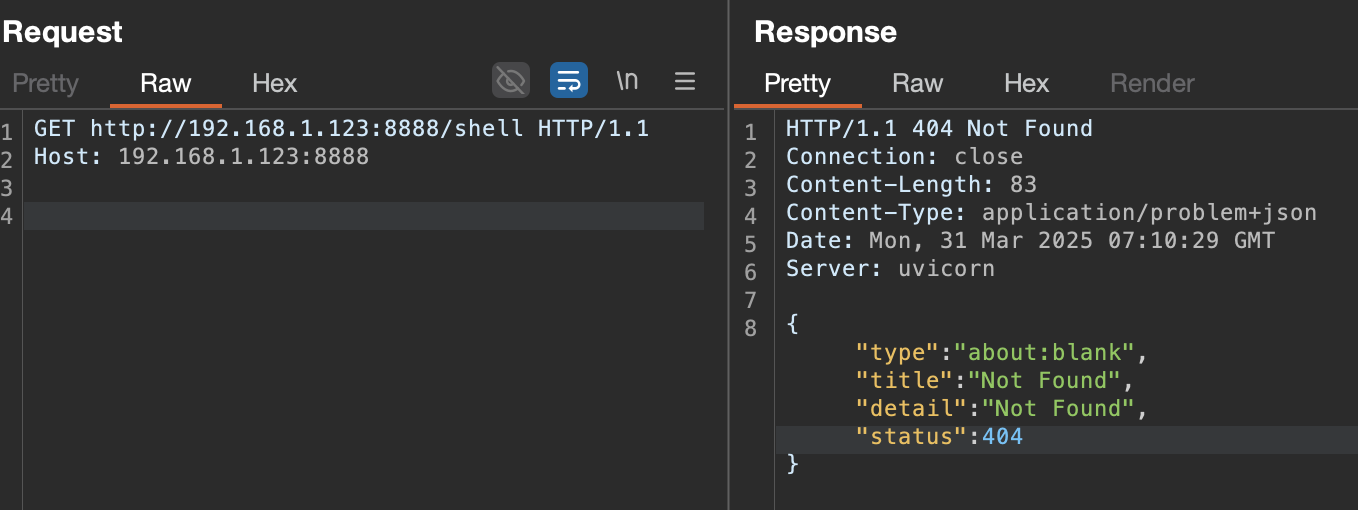 Request
Pretty Raw Hex \n
1 GET http://192.168.1.123:8888/shell HTTP/1.1
2 Host: 192.168.1.123:8888
3
4
Response
Pretty Raw Hex Render
1 HTTP/1.1 404 Not Found
2 Connection: close
3 Content-Length: 83
4 Content-Type: application/problem+json
5 Date: Mon, 31 Mar 2025 07:10:29 GMT
6 Server: uvicorn
7
8 {
"type":"about:blank",
"title":"Not Found",
"detail":"Not Found",
"status":404
}